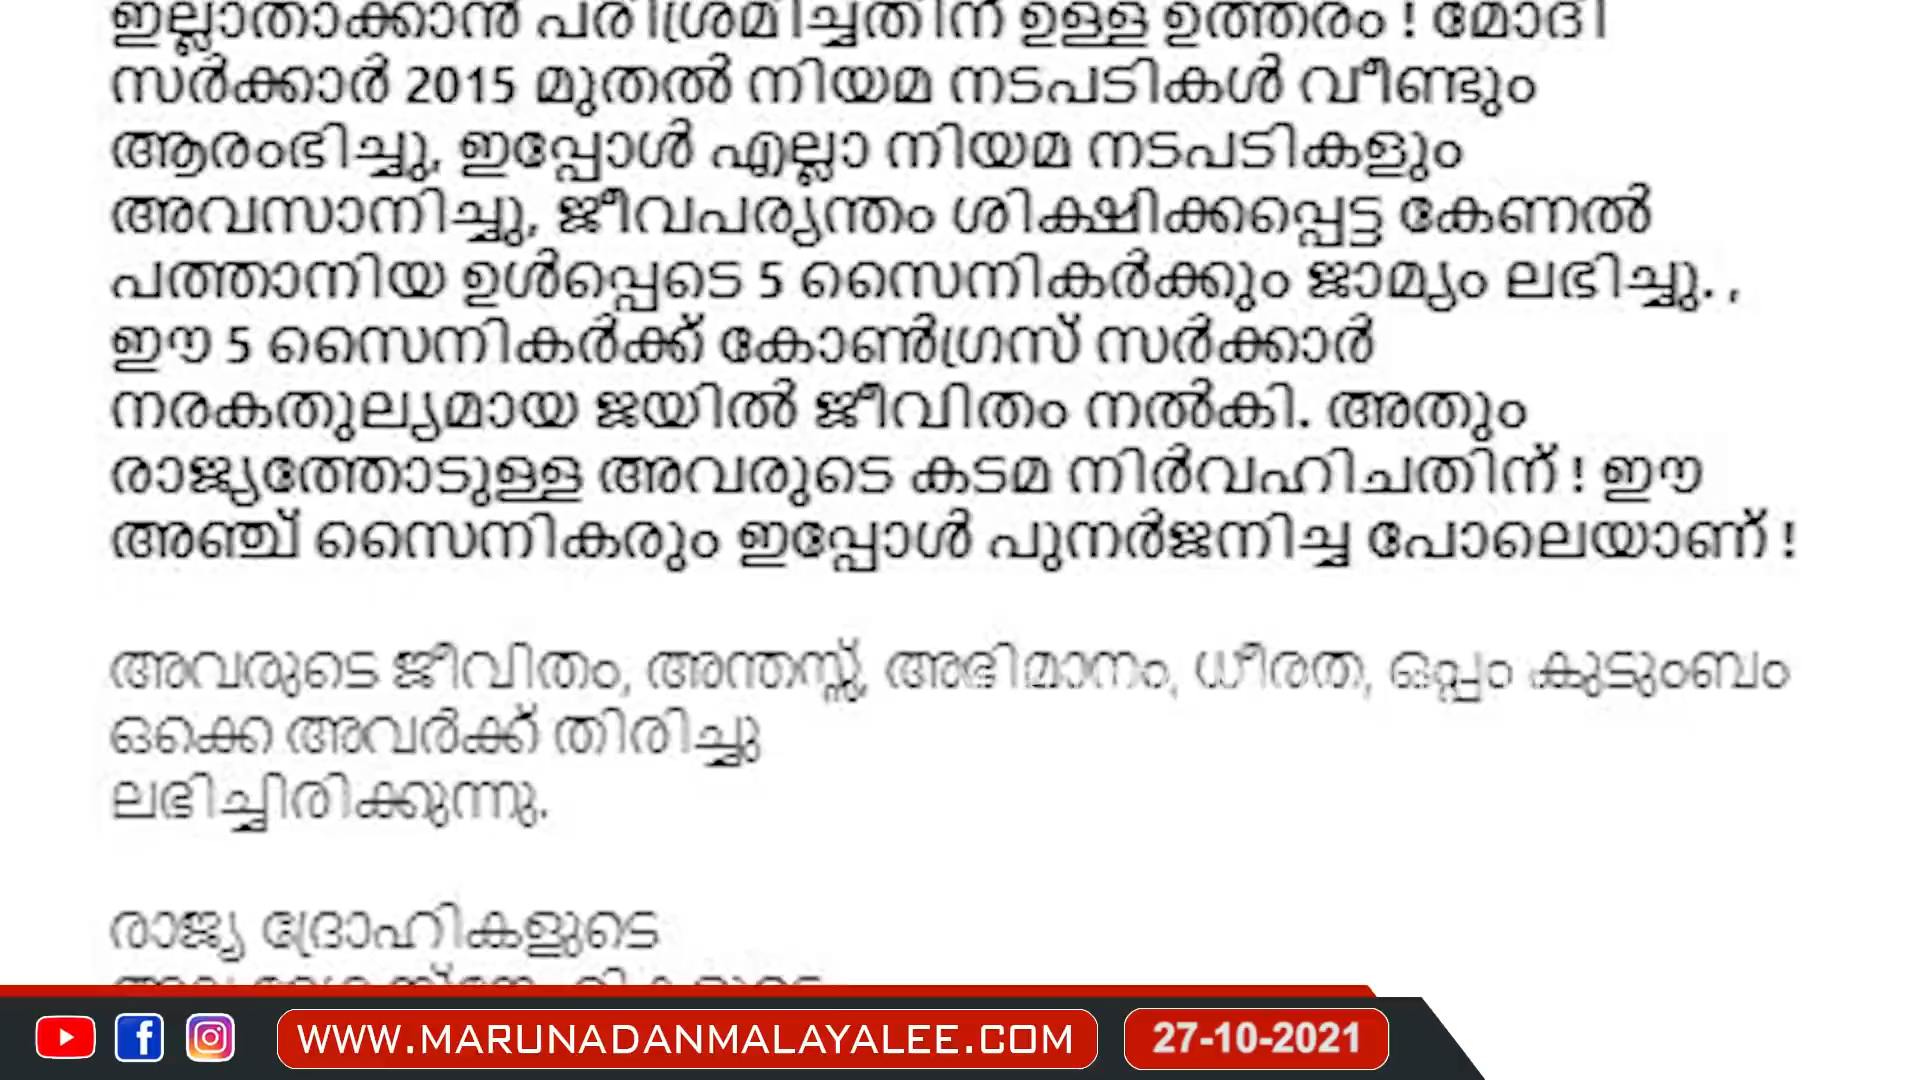 ഇല്ലാതാക്കാൻ പരിശ്രമിച്ചതിന് ഉള്ള ഉത്തരം ! മോദി
സർക്കാർ 2015 മുതൽ നിയമ നടപടികൾ വീണ്ടും
ആരംഭിച്ചു, ഇപ്പോൾ എല്ലാ നിയമ നടപടികളും
അവസാനിച്ചു, ജീവപര്യന്തം ശിക്ഷിക്കപ്പെട്ട കേണൽ
പത്താനിയ ഉൾപ്പെടെ 5 സൈനികർക്കും ജാമ്യം ലഭിച്ചു. ,
ഈ 5 സൈനികർക്ക് കോൺഗ്രസ് സർക്കാർ
നരകതുല്യമായ ജയിൽ ജീവിതം നൽകി. അതും
രാജ്യത്തോടുള്ള അവരുടെ കടമ നിർവഹിചതിന് ! ഈ
അഞ്ച് സൈനികരും ഇപ്പോൾ പുനർജനിച്ച പോലെയാണ് !
അവരുടെ ജീവിതം, അന്തസ്സ്, അഭിമാനം, ധീരത, ഒപ്പം കുടുംബം
ഒക്കെ അവർക്ക് തിരിച്ചു
ലഭിച്ചിരിക്കുന്നു.
രാജ്യ ദ്രോഹികളുടെ
WWW.MARUNADANMALAYALEE.COM
27-10-2021